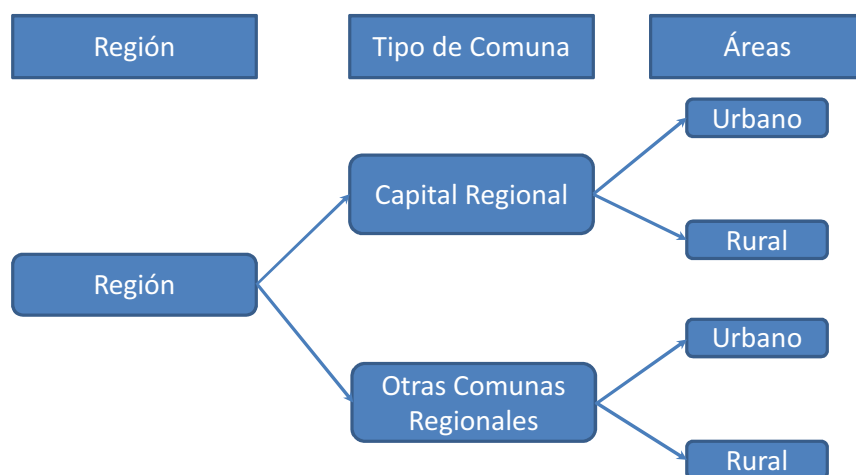 Región
Tipo de Comuna
Áreas
Urbano
Capital Regional
Rural
Región
Urbano
Otras Comunas
Regionales
Rural